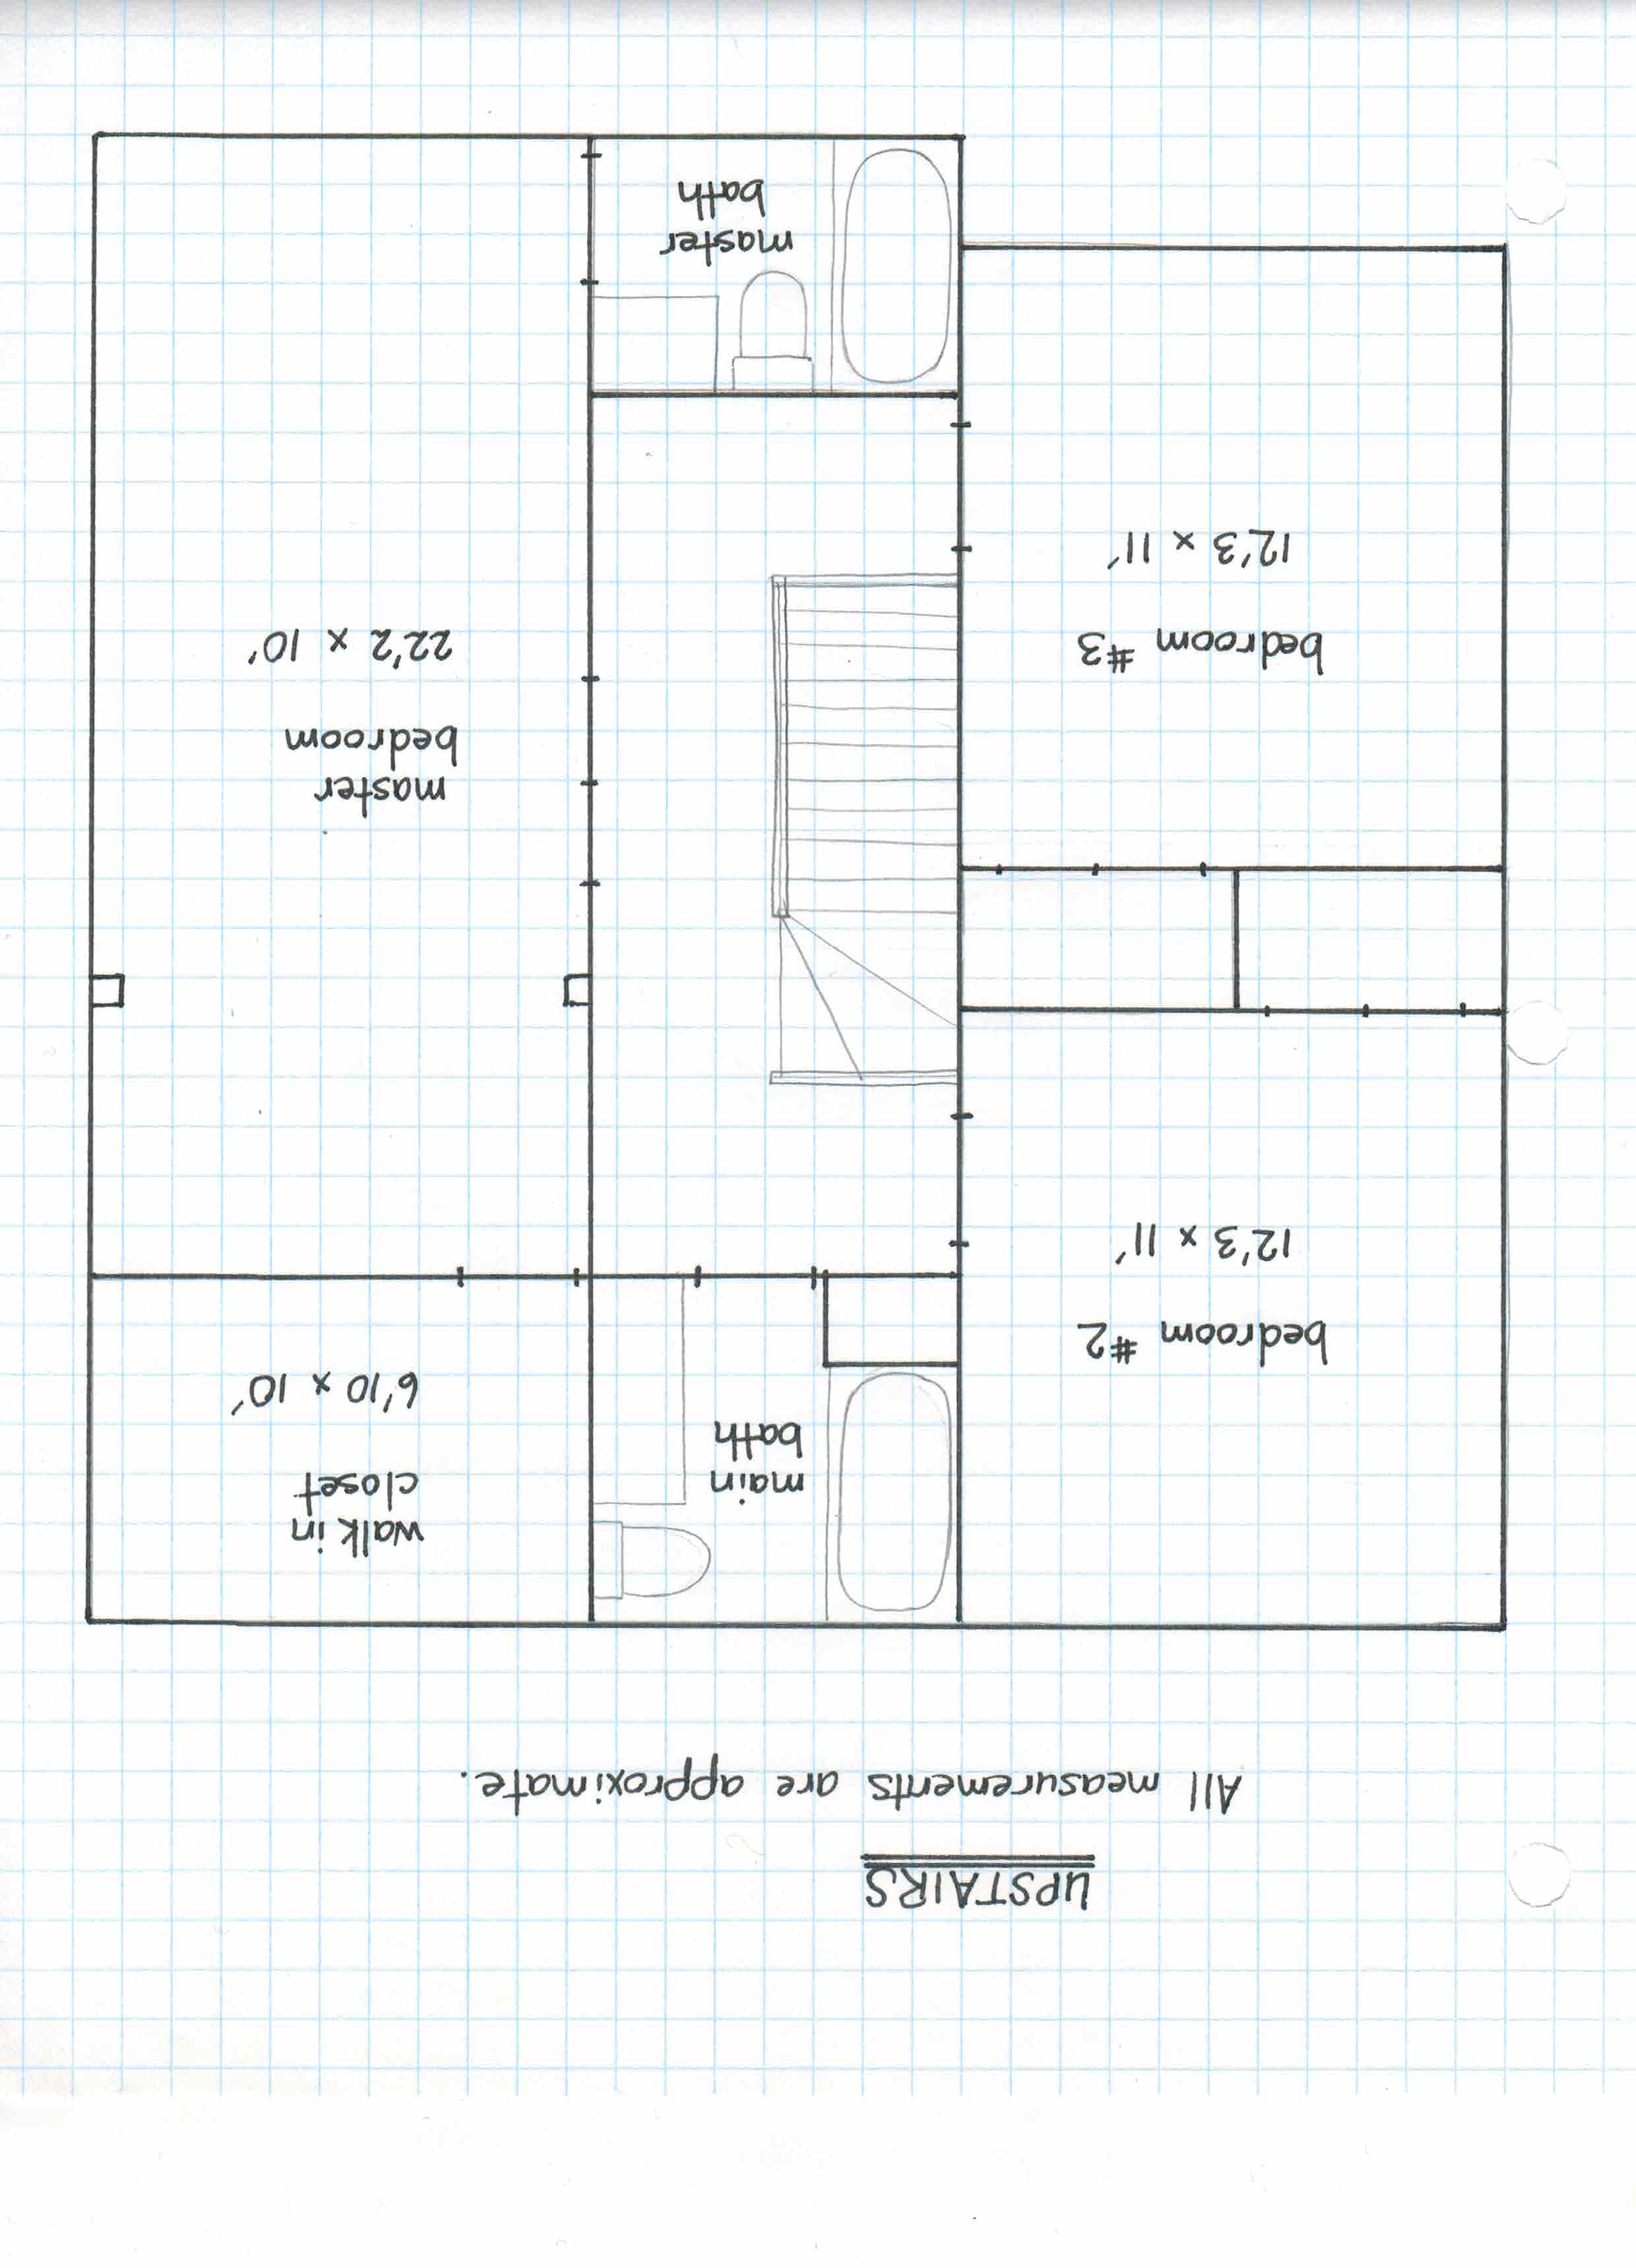 UPSTAIRS
All measurements are approximate.
main
bath
walk in
closet
6'10 x 10'
bedroom #2
12'3 x 11'
master
bedroom
22'2 x 10'
bedroom #3
12'3 x 11'
master
bath